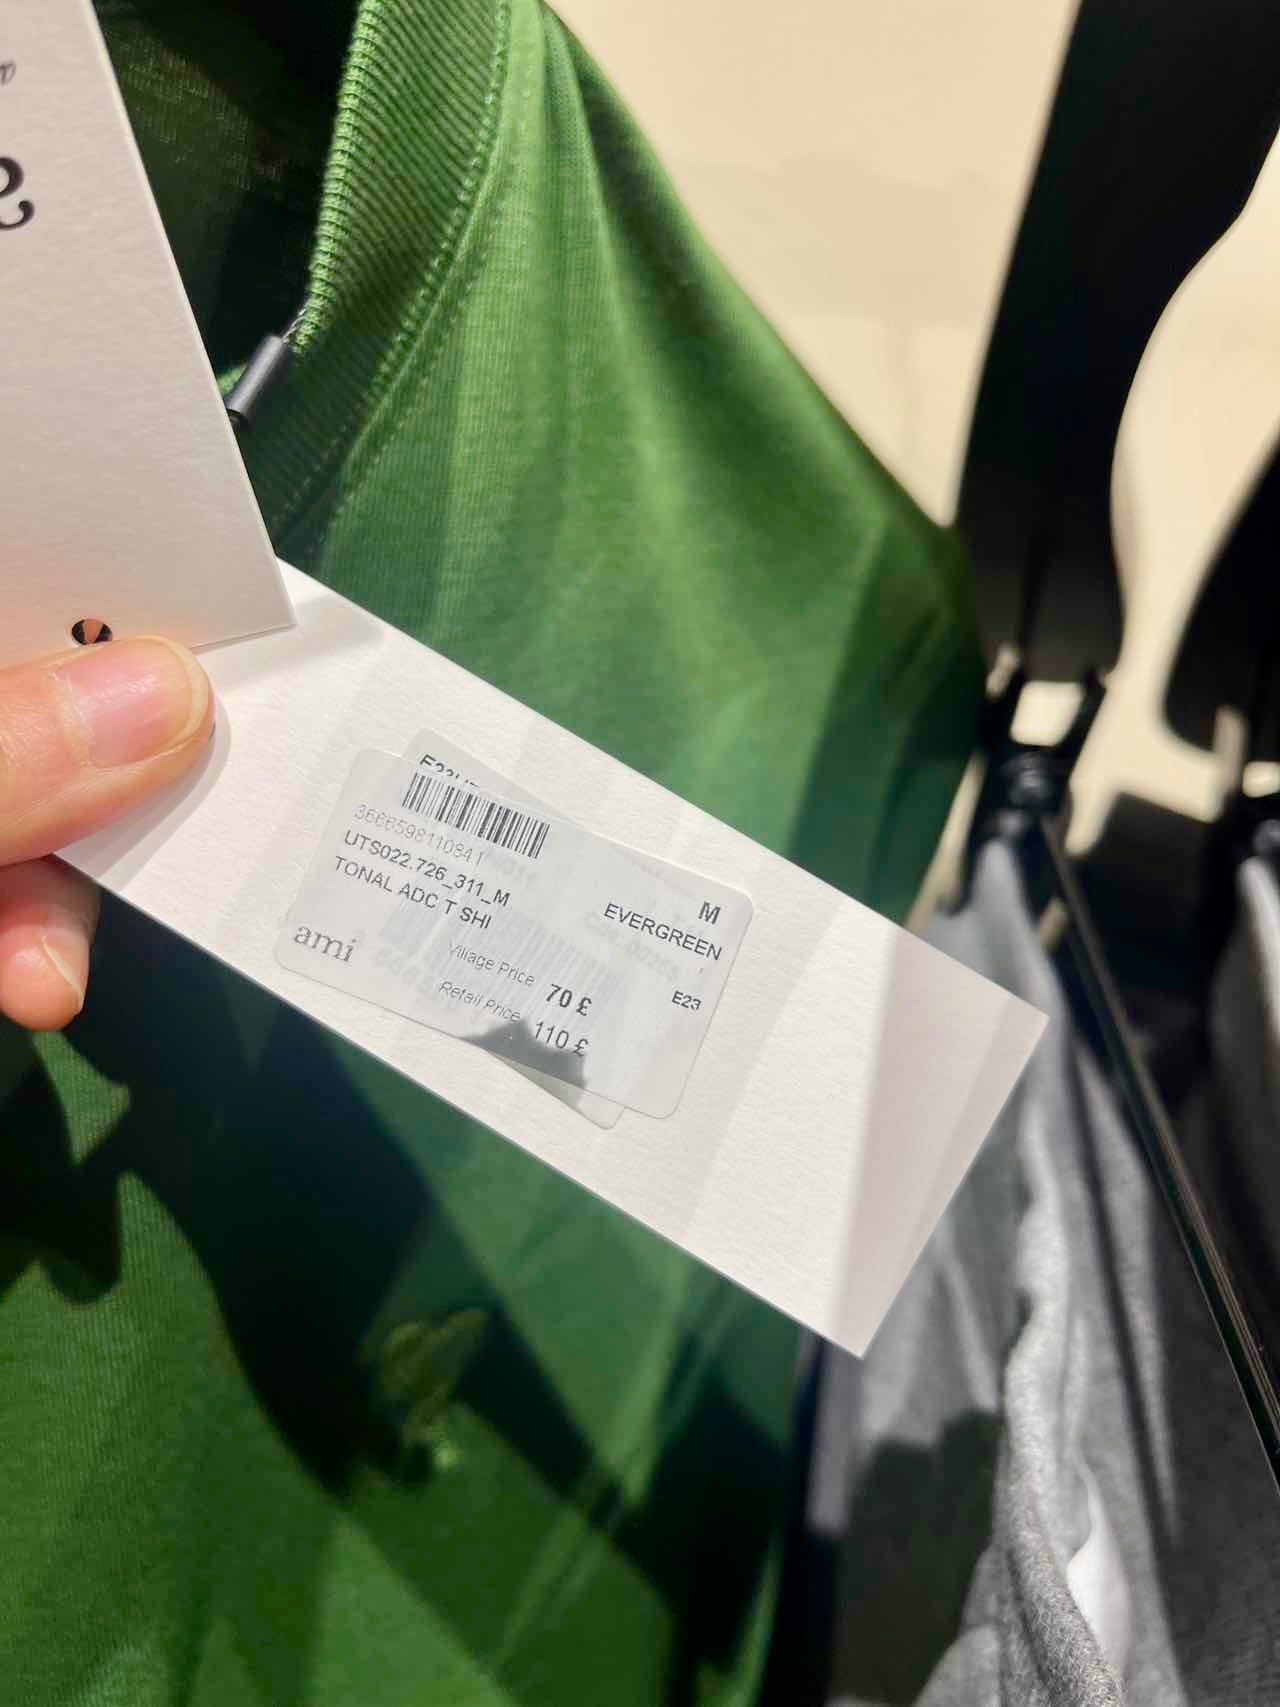 3666598110841
UTS022.726_311_M
TONAL ADC T SHI
M
EVERGREEN
ami
Village Price 70 £
E23
Retail Price 110 £